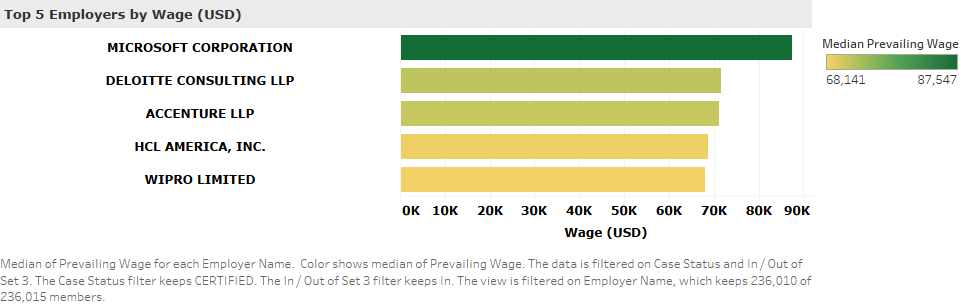 Top 5 Employers by Wage (USD)
MICROSOFT CORPORATION
DELOITTE CONSULTING LLP
ACCENTURE LLP
HCL AMERICA, INC.
WIPRO LIMITED
0K 10K 20K 30K 40K 50K 60K 70K 80K 90K
Wage (USD)
Median Prevailing Wage
68,141 87,547
Median of Prevailing Wage for each Employer Name.  Color shows median of Prevailing Wage. The data is filtered on Case Status and In / Out of
Set 3. The Case Status filter keeps CERTIFIED. The In / Out of Set 3 filter keeps In. The view is filtered on Employer Name, which keeps 236,010 of
236,015 members.